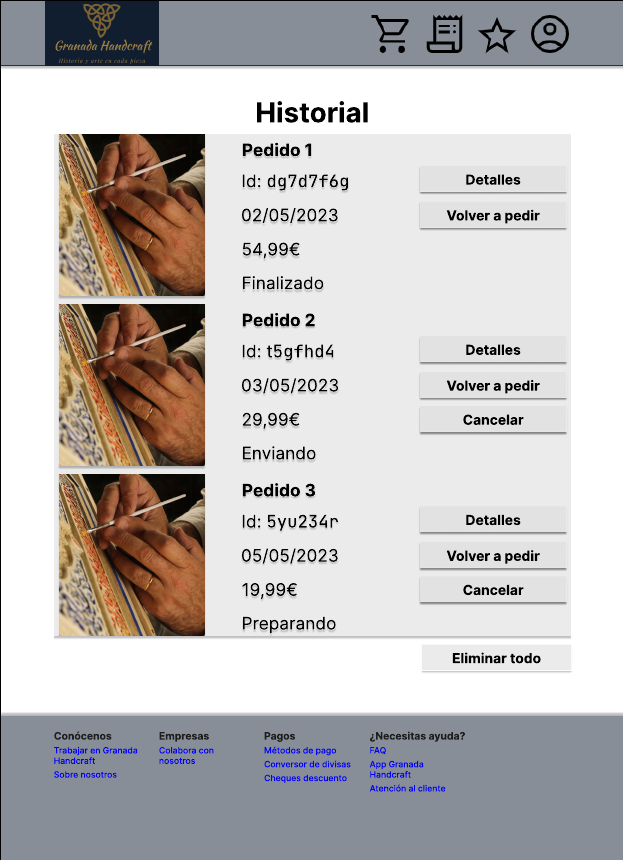 Granada Handcraft
Historia y arte en cada pieza
Historial
Pedido 1
Id: dg7d7f6g
Detalles
02/05/2023
Volver a pedir
54,99€
Finalizado
Pedido 2
Id: t5gfhd4
Detalles
03/05/2023
Volver a pedir
29,99€
Cancelar
Enviando
Pedido 3
Id: 5yu234r
Detalles
05/05/2023
Volver a pedir
19,99€
Cancelar
Preparando
Eliminar todo
Conócenos
Trabajar en Granada
Handcraft
Sobre nosotros
Empresas
Colabora con
nosotros
Pagos
Métodos de pago
Conversor de divisas
Cheques descuento
¿Necesitas ayuda?
FAQ
App Granada
Handcraft
Atención al cliente